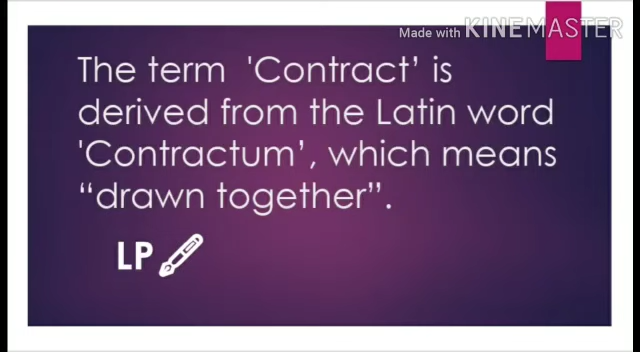 Made with KINEMASTER
The term 'Contract’ is
derived from the Latin word
'Contractum’, which means
“drawn together”.
LP